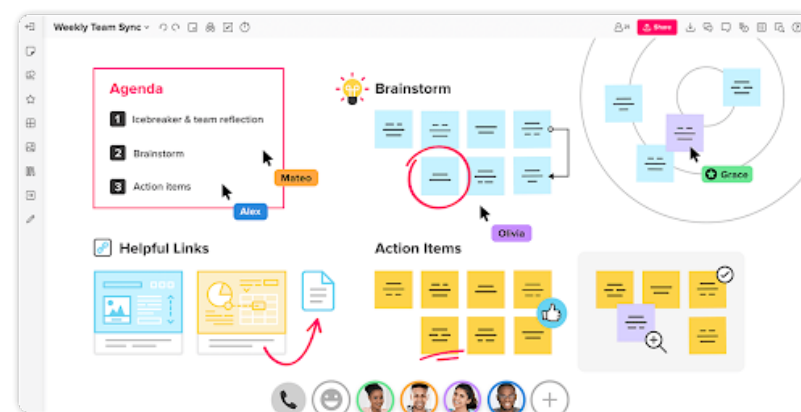 Weekly Team Sync
Share
Agenda
1 Icebreaker & team reflection
2 Brainstorm
3 Action items
Mateo
Alex
Brainstorm
Olivia
Grace
Helpful Links
Action Items